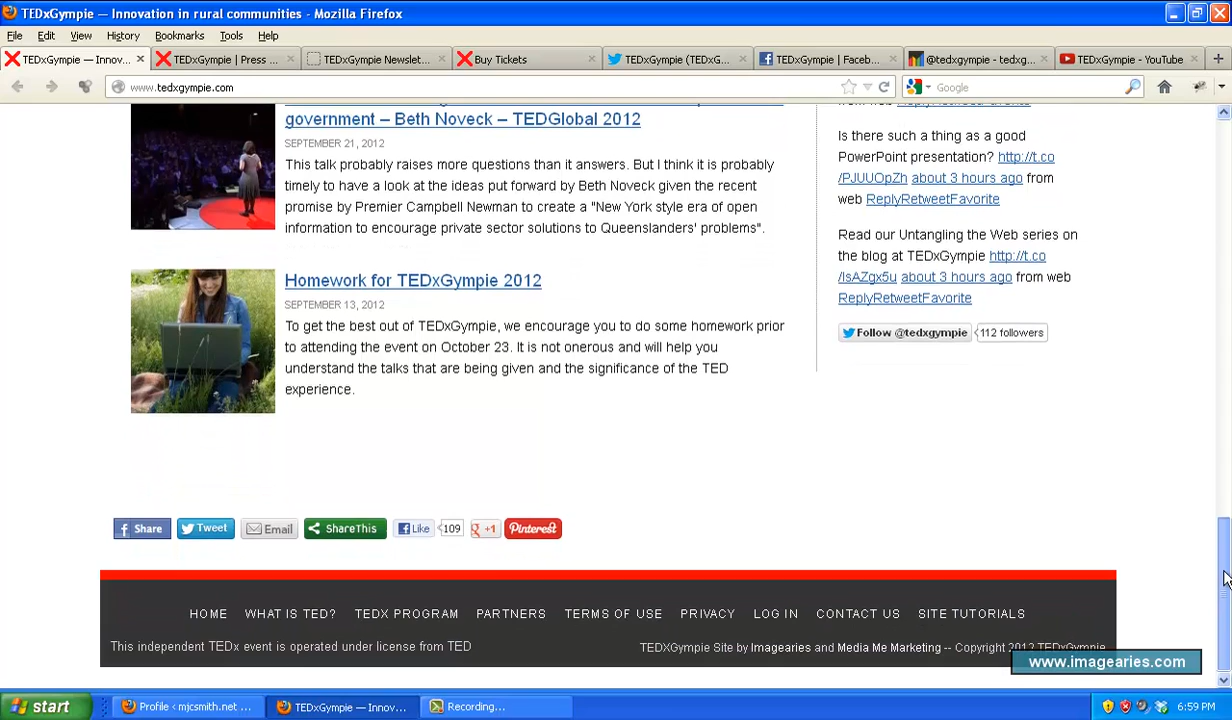 TEDxGympie — Innovation in rural communities - Mozilla Firefox
File Edit View History Bookmarks Tools Help
TEDxGympie — Innov... TEDxGympie | Press ... TEDxGympie Newslet... Buy Tickets TEDxGympie (TEDxG... TEDxGympie | Faceb... @tedxgympie - tedxg... TEDxGympie - YouTube
www.tedxgympie.com Google
government – Beth Noveck – TEDGlobal 2012
SEPTEMBER 21, 2012
This talk probably raises more questions than it answers. But I think it is probably
timely to have a look at the ideas put forward by Beth Noveck given the recent
promise by Premier Campbell Newman to create a "New York style era of open
information to encourage private sector solutions to Queenslanders' problems".
Homework for TEDxGympie 2012
SEPTEMBER 13, 2012
To get the best out of TEDxGympie, we encourage you to do some homework prior
to attending the event on October 23. It is not onerous and will help you
understand the talks that are being given and the significance of the TED
experience.
from web ReplyRetweetFavorite
Is there such a thing as a good
PowerPoint presentation? http://t.co
/PJUUOpZh about 3 hours ago from
web ReplyRetweetFavorite
Read our Untangling the Web series on
the blog at TEDxGympie http://t.co
/IsAZgx5u about 3 hours ago from web
ReplyRetweetFavorite
Follow @tedxgympie 112 followers
Share Tweet Email ShareThis Like 109 +1 Pinterest
HOME WHAT IS TED? TEDX PROGRAM PARTNERS TERMS OF USE PRIVACY LOG IN CONTACT US SITE TUTORIALS
This independent TEDx event is operated under license from TED
TEDXGympie Site by Imagearies and Media Me Marketing -- Copyright 2012 TEDxGympie
www.imagearies.com
start Profile < mjcsmith.net ... TEDxGympie — Innov... Recording... 6:59 PM